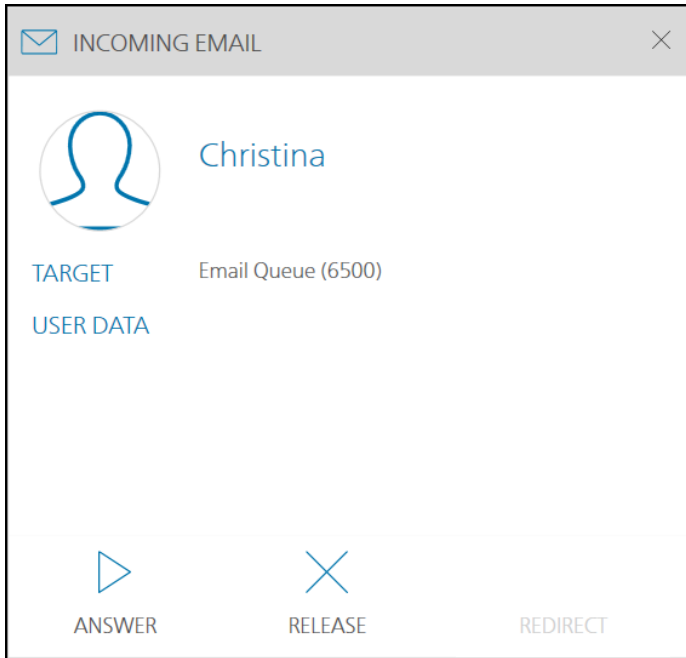 INCOMING EMAIL
Christina
TARGET Email Queue (6500)
USER DATA
ANSWER RELEASE REDIRECT